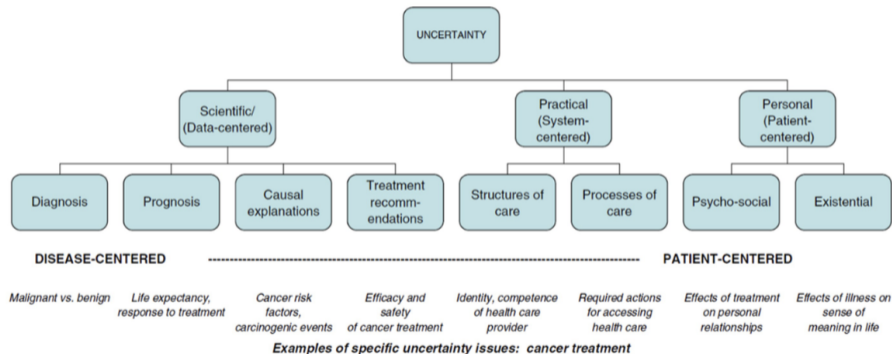 UNCERTAINTY
Scientific/
(Data-centered)
Practical
(System-
centered)
Personal
(Patient-
centered)
Diagnosis
Prognosis
Causal
explanations
Treatment
recomm-
endations
Structures of
care
Processes of
care
Psycho-social
Existential
DISEASE-CENTERED ---------- PATIENT-CENTERED
Malignant vs. benign
Life expectancy,
response to treatment
Cancer risk
factors,
carcinogenic events
Efficacy and
safety
of cancer treatment
Identity, competence
of health care
provider
Required actions
for accessing
health care
Effects of treatment
on personal
relationships
Effects of illness on
sense of
meaning in life
Examples of specific uncertainty issues: cancer treatment